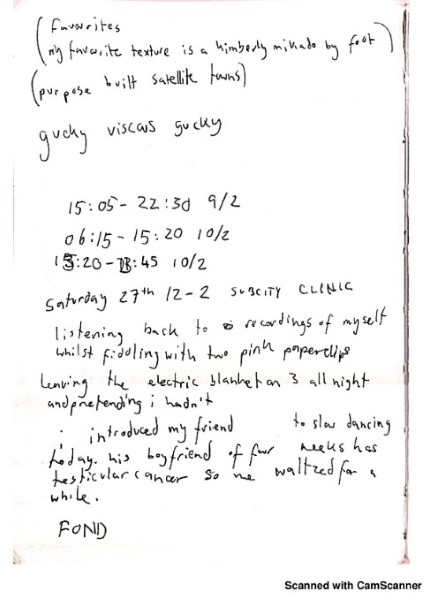 (Favourites
my favourite texture is a kimberly mikado by foot)
(purpose built satellite towns)
gucky viscous gucky
15:05 - 22:30 9/2
06:15 - 15:20 10/2
15:20 - :45 10/2
Saturday 27th 12-2 SUBCITY CLINIC
listening back to recordings of myself
whilst fiddling with two pink paperclips
leaving the electric blanket on 3 all night
and pretending i hadn't
i introduced my friend to slow dancing
today. his boyfriend of four weeks has
testicular cancer so we waltzed for a
while.
FOND
Scanned with CamScanner